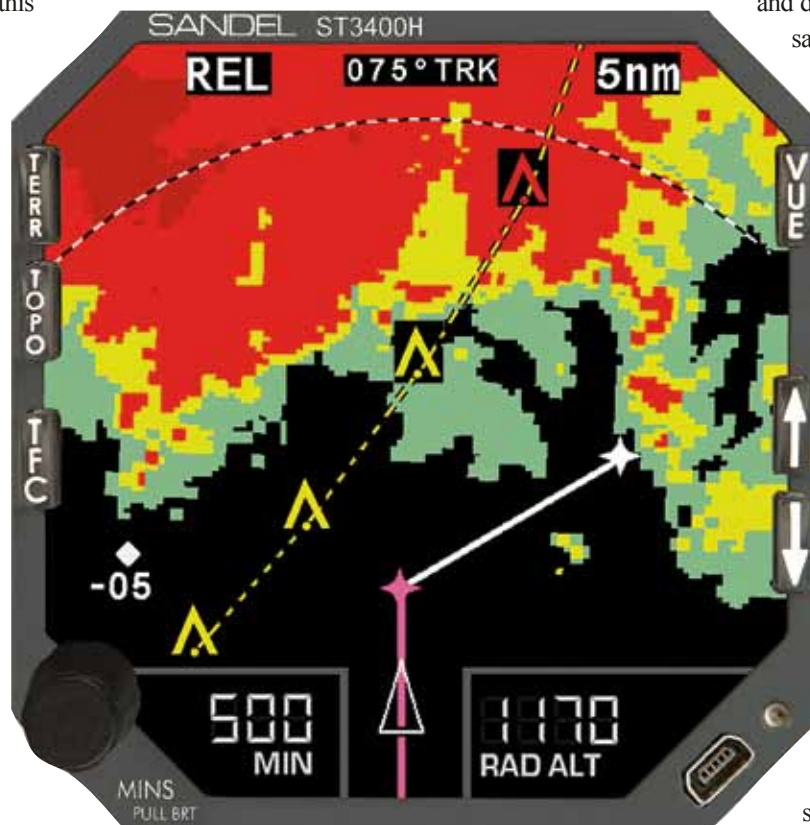 this
and d
sa
SANDEL ST3400H
REL 075°TRK 5nm
TERR
TOPO
TFC
VUE
-05
500
MIN
1170
RAD ALT
MINS
PULL BRT
s